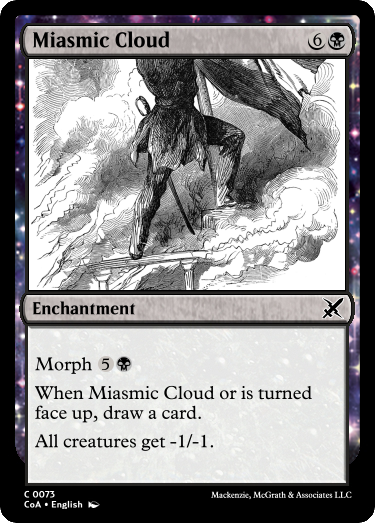 Miasmic Cloud 6
Enchantment
Morph 5
When Miasmic Cloud or is turned
face up, draw a card.
All creatures get -1/-1.
C 0073
CoA • English
Mackenzie, McGrath & Associates LLC